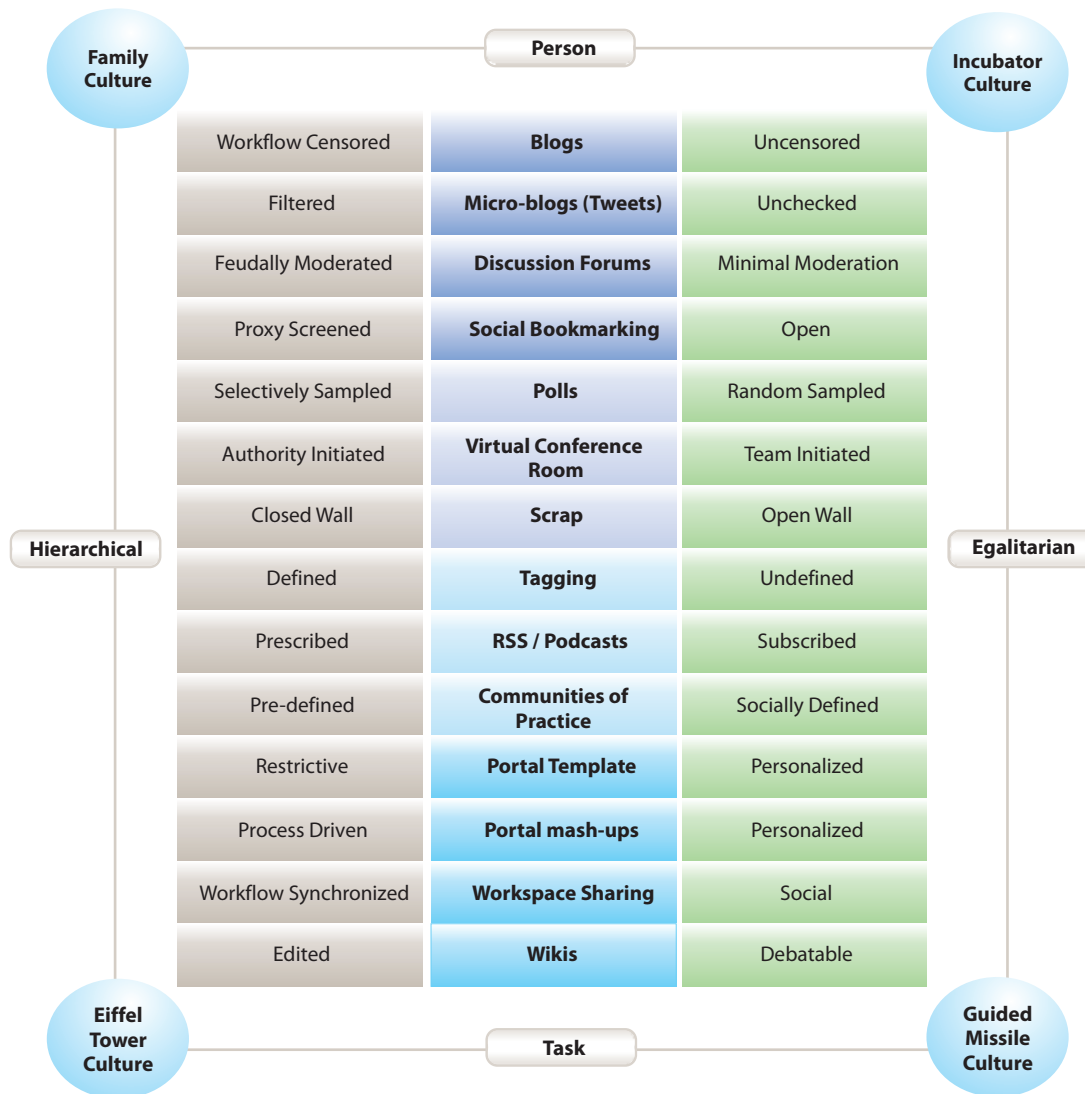 Family
Culture
Person
Incubator
Culture
Workflow Censored
Blogs
Uncensored
Filtered
Micro-blogs (Tweets)
Unchecked
Feudally Moderated
Discussion Forums
Minimal Moderation
Proxy Screened
Social Bookmarking
Open
Selectively Sampled
Polls
Random Sampled
Authority Initiated
Virtual Conference
Room
Team Initiated
Closed Wall
Scrap
Open Wall
Hierarchical
Egalitarian
Defined
Tagging
Undefined
Prescribed
RSS / Podcasts
Subscribed
Pre-defined
Communities of
Practice
Socially Defined
Restrictive
Portal Template
Personalized
Process Driven
Portal mash-ups
Personalized
Workflow Synchronized
Workspace Sharing
Social
Edited
Wikis
Debatable
Eiffel
Tower
Culture
Task
Guided
Missile
Culture